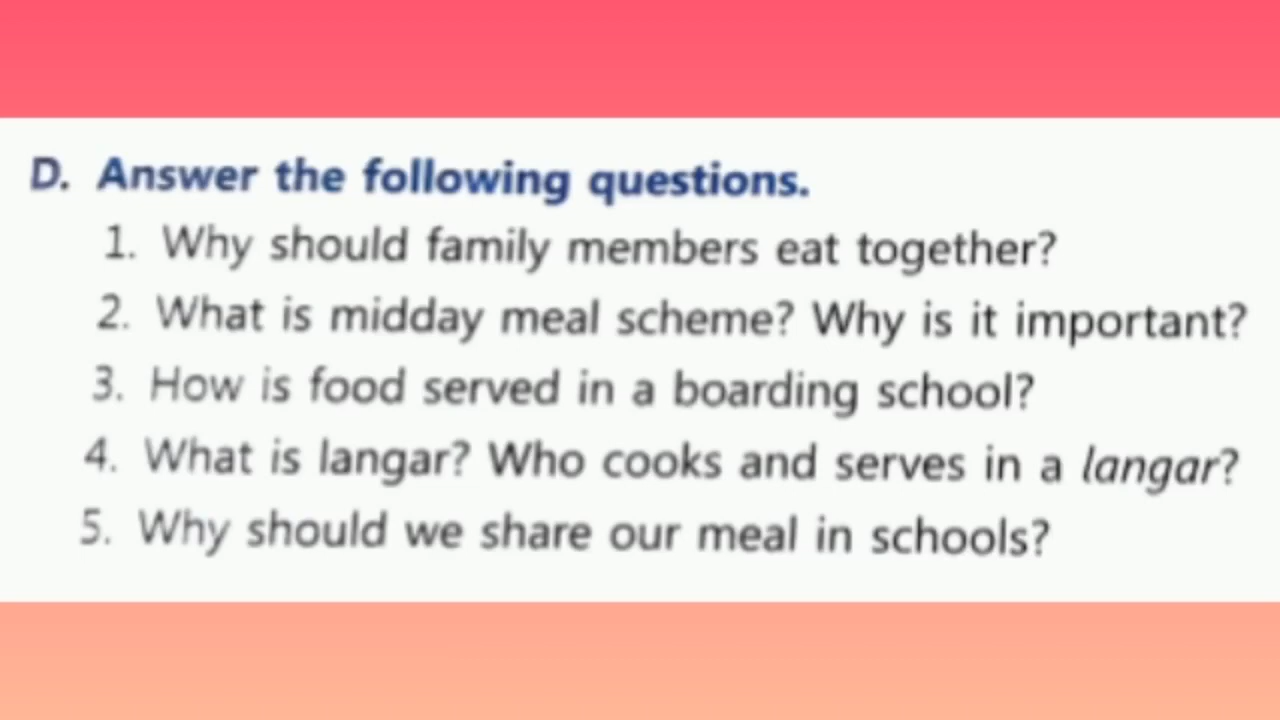 D. Answer the following questions.
1. Why should family members eat together?
2. What is midday meal scheme? Why is it important?
3. How is food served in a boarding school?
4. What is langar? Who cooks and serves in a langar?
5. Why should we share our meal in schools?